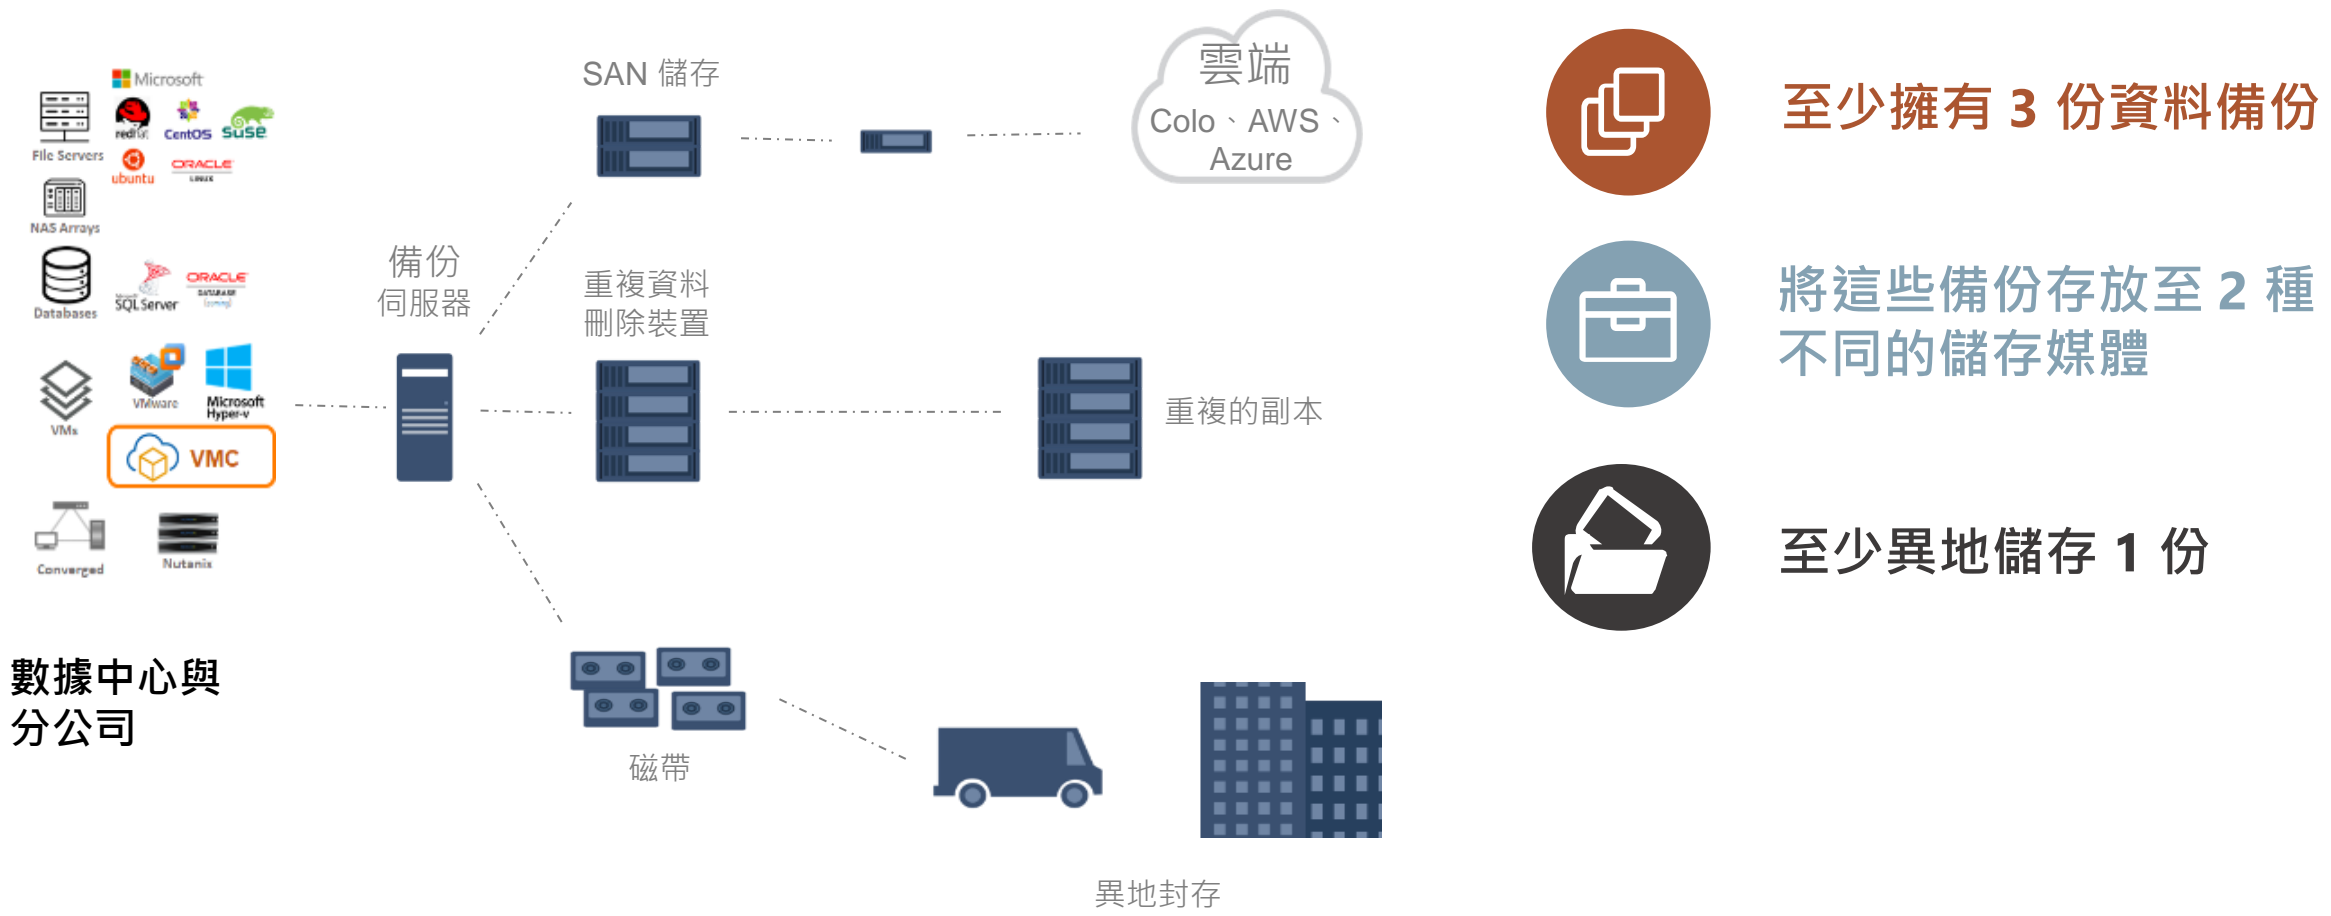 Microsoft
redhat
CentOS
SUSE
File Servers
ubuntu
ORACLE
LINUX
NAS Arrays
Databases
Microsoft
SQL Server
ORACLE
DATABASE
(coming)
VMs
VMware
Microsoft
Hyper-v
VMC
Converged
Nutanix
數據中心與
分公司
備份
伺服器
SAN 儲存
重複資料
刪除裝置
磁帶
雲端
Colo、AWS、
Azure
重複的副本
異地封存
至少擁有 3 份資料備份
將這些備份存放至 2 種
不同的儲存媒體
至少異地儲存 1 份